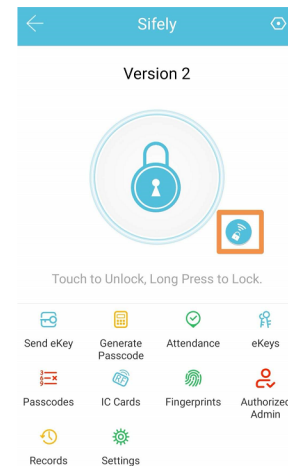 Sifely
Version 2
Touch to Unlock, Long Press to Lock.
Send eKey
Generate
Passcode
Attendance
eKeys
Passcodes
IC Cards
Fingerprints
Authorized
Admin
Records
Settings